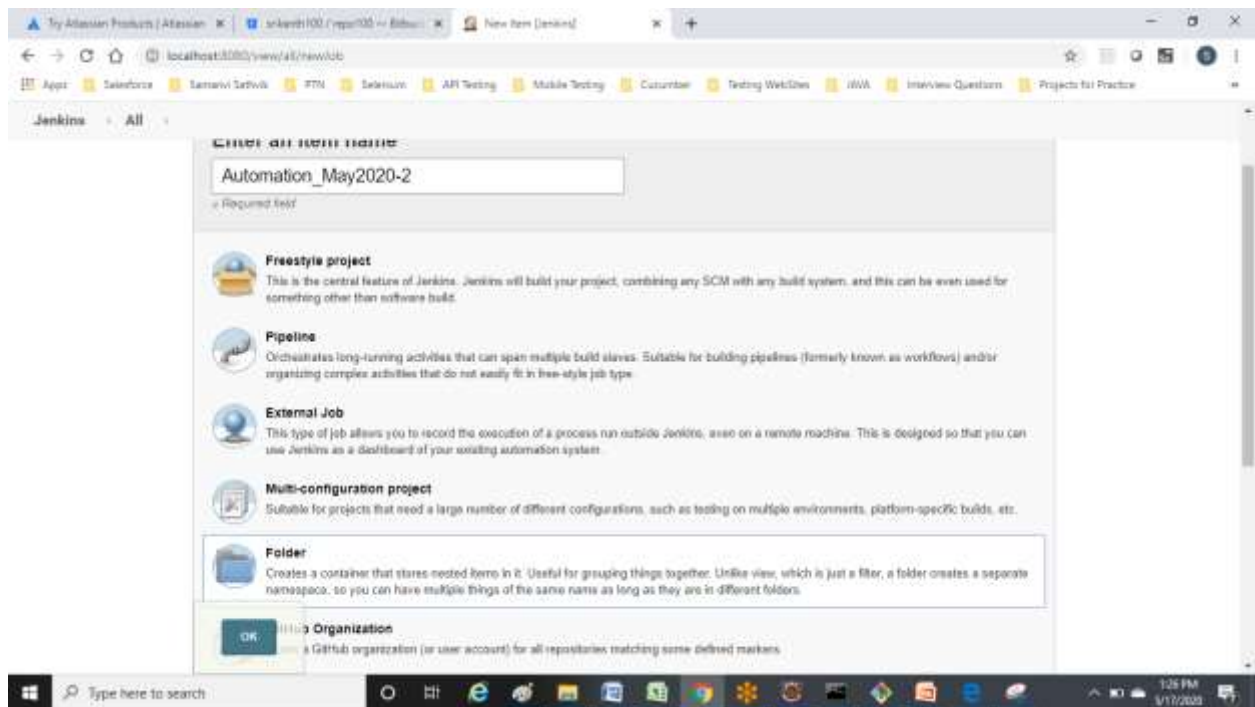 Try Atlassian Products | Atlassian
srikanth100 / repo100 — Bitbu
New Item [Jenkins]
localhost:8080/view/all/newJob
Apps Salesforce Samanvi Sathvik PTN Selenium API Testing Mobile Testing Cucumber Testing WebSites JAVA Interview Questions Projects for Practice
Jenkins All
Enter an item name
Automation_May2020-2
» Required field
Freestyle project
This is the central feature of Jenkins. Jenkins will build your project, combining any SCM with any build system, and this can be even used for
something other than software build.
Pipeline
Orchestrates long-running activities that can span multiple build slaves. Suitable for building pipelines (formerly known as workflows) and/or
organizing complex activities that do not easily fit in free-style job type.
External Job
This type of job allows you to record the execution of a process run outside Jenkins, even on a remote machine. This is designed so that you can
use Jenkins as a dashboard of your existing automation system.
Multi-configuration project
Suitable for projects that need a large number of different configurations, such as testing on multiple environments, platform-specific builds, etc.
Folder
Creates a container that stores nested items in it. Useful for grouping things together. Unlike view, which is just a filter, a folder creates a separate
namespace, so you can have multiple things of the same name as long as they are in different folders.
Organization
OK
a GitHub organization (or user account) for all repositories matching some defined markers.
Type here to search
1:26 PM
5/17/2020